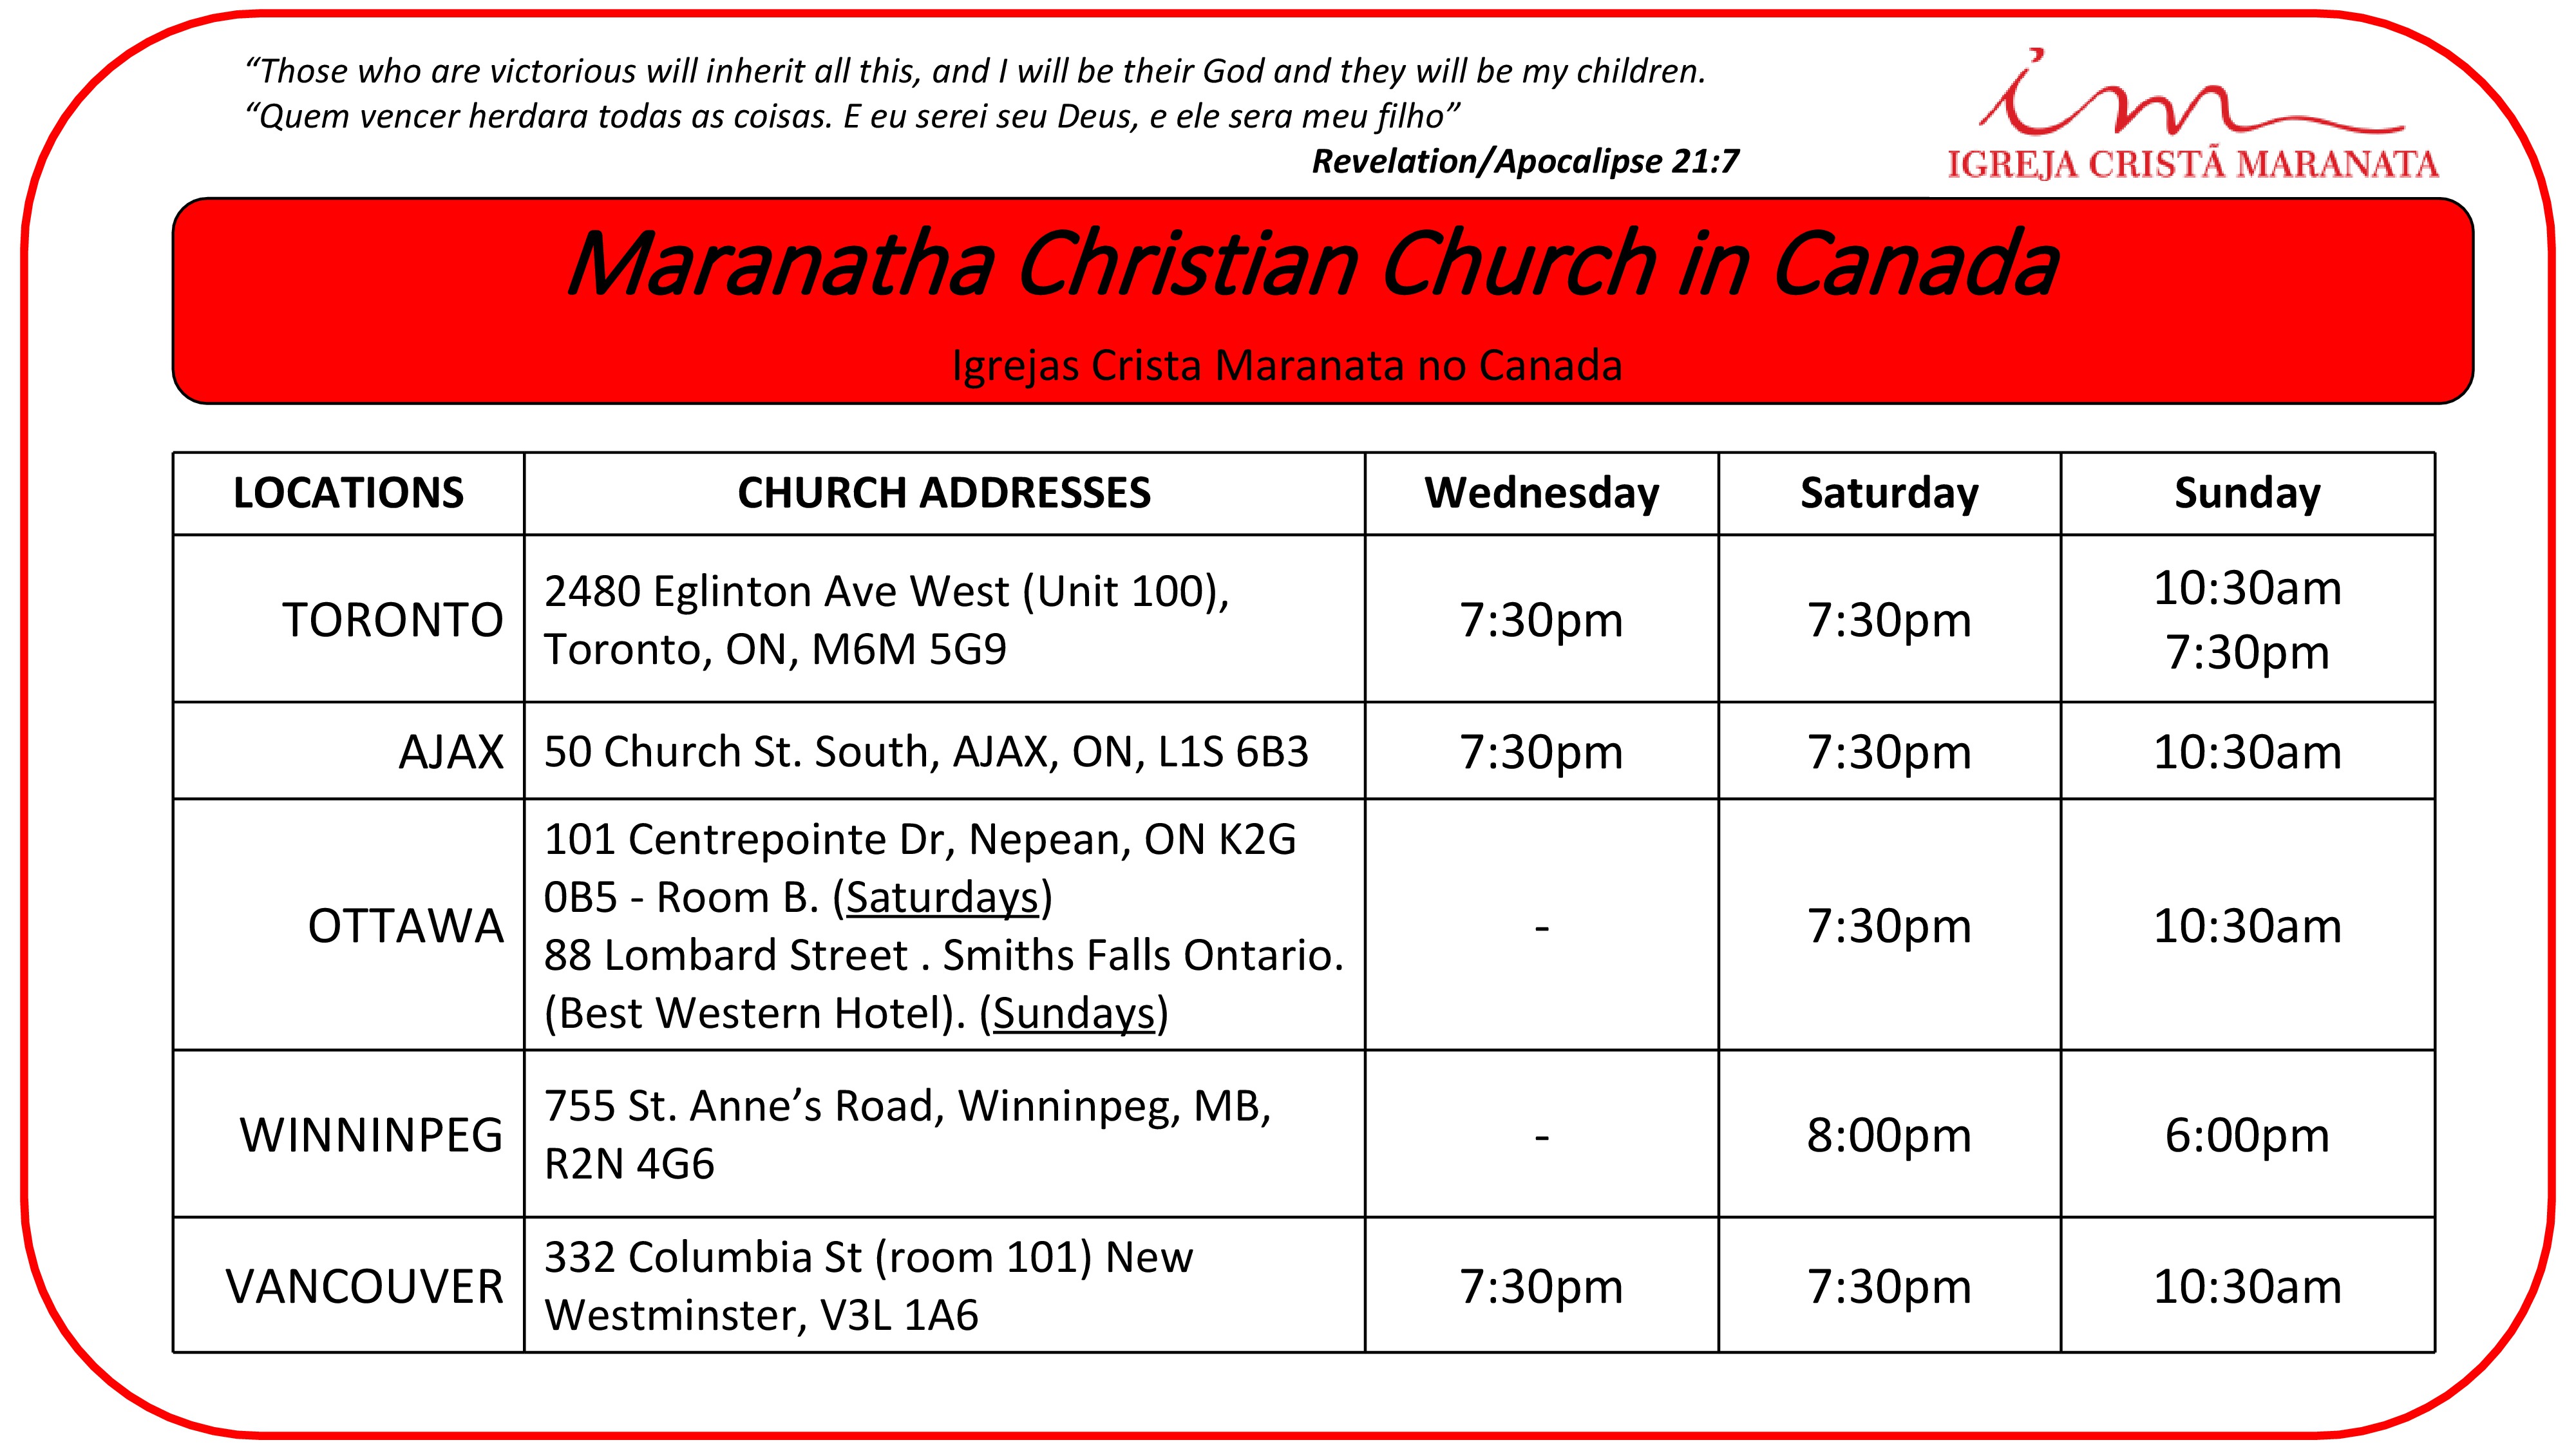 “Those who are victorious will inherit all this, and I will be their God and they will be my children.
“Quem vencer herdara todas as coisas. E eu serei seu Deus, e ele sera meu filho”
Revelation/Apocalipse 21:7
im
IGREJA CRISTÃ MARANATA
Maranatha Christian Church in Canada
Igrejas Crista Maranata no Canada
LOCATIONS CHURCH ADDRESSES Wednesday Saturday Sunday
TORONTO
2480 Eglinton Ave West (Unit 100),
Toronto, ON, M6M 5G9
7:30pm
7:30pm
10:30am
7:30pm
AJAX 50 Church St. South, AJAX, ON, L1S 6B3 7:30pm 7:30pm 10:30am
OTTAWA
101 Centrepointe Dr, Nepean, ON K2G
0B5 - Room B. (Saturdays)
88 Lombard Street . Smiths Falls Ontario.
(Best Western Hotel). (Sundays)
-
7:30pm
10:30am
WINNINPEG
755 St. Anne’s Road, Winninpeg, MB,
R2N 4G6
-
8:00pm
6:00pm
VANCOUVER
332 Columbia St (room 101) New
Westminster, V3L 1A6
7:30pm
7:30pm
10:30am